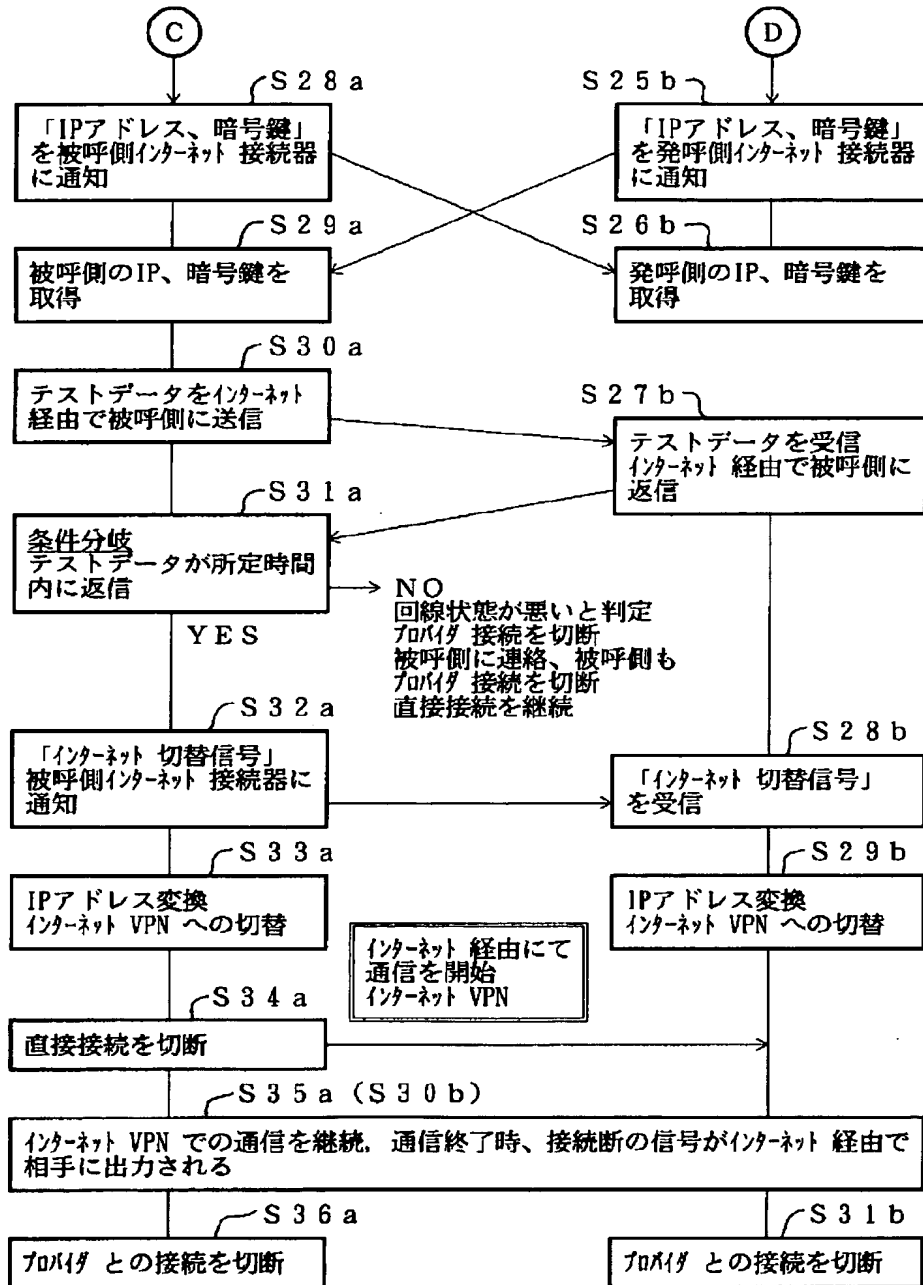 C
D
S28a
S25b
「IPアドレス、暗号鍵」
を被呼側インターネット 接続器
に通知
「IPアドレス、暗号鍵」
を発呼側インターネット 接続器
に通知
S29a
S26b
被呼側のIP、暗号鍵を
取得
発呼側のIP、暗号鍵を
取得
S30a
テストデータをインターネット
経由で被呼側に送信
S27b
テストデータを受信
インターネット 経由で被呼側に
返信
S31a
条件分岐
テストデータが所定時間
内に返信
NO
回線状態が悪いと判定
プロバイダ 接続を切断
被呼側に連絡、被呼側も
プロバイダ 接続を切断
直接接続を継続
YES
S32a
「インターネット 切替信号」
被呼側インターネット 接続器に
通知
S28b
「インターネット 切替信号」
を受信
S33a
S29b
IPアドレス変換
インターネット VPN への切替
IPアドレス変換
インターネット VPN への切替
インターネット 経由にて
通信を開始
インターネット VPN
S34a
直接接続を切断
S35a(S30b)
インターネット VPN での通信を継続. 通信終了時、接続断の信号がインターネット 経由で
相手に出力される
S36a
S31b
プロバイダ との接続を切断
プロバイダ との接続を切断